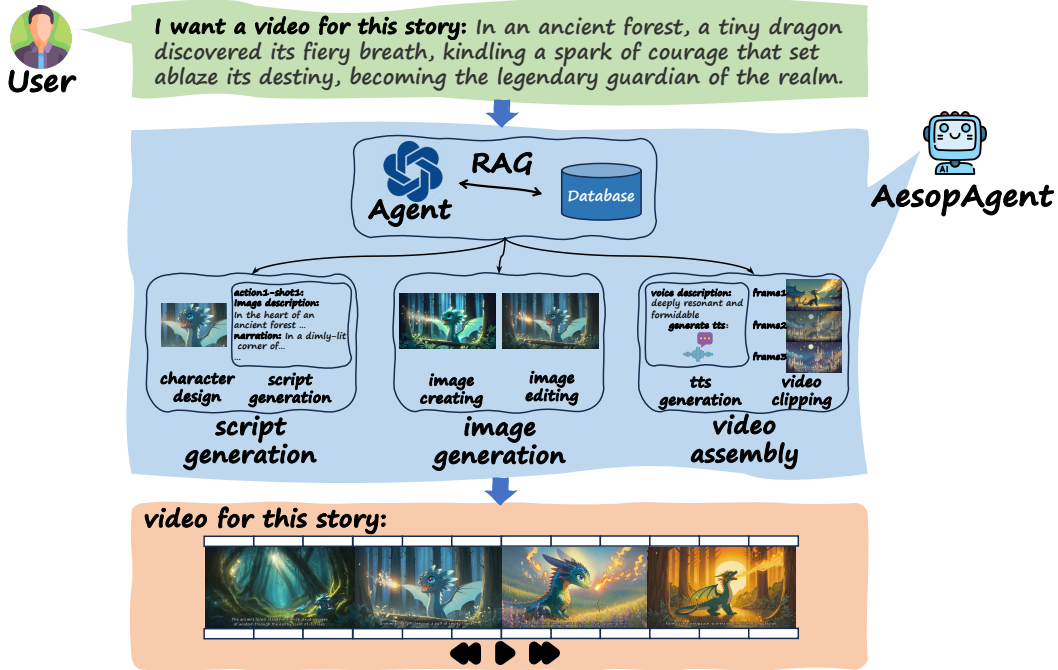 I want a video for this story: In an ancient forest, a tiny dragon
discovered its fiery breath, kindling a spark of courage that set
ablaze its destiny, becoming the legendary guardian of the realm.
User
RAG
Agent
Database
AI
AesopAgent
action1-shot1:
Image description:
In the heart of an
ancient forest ...
narration: In a dimly-lit
corner of...
...
character
design
script
generation
script
generation
image
creating
image
editing
image
generation
voice description:
deeply resonant and
formidable
generate tts:
frame1
frame2
frame3
tts
generation
video
clipping
video
assembly
video for this story: